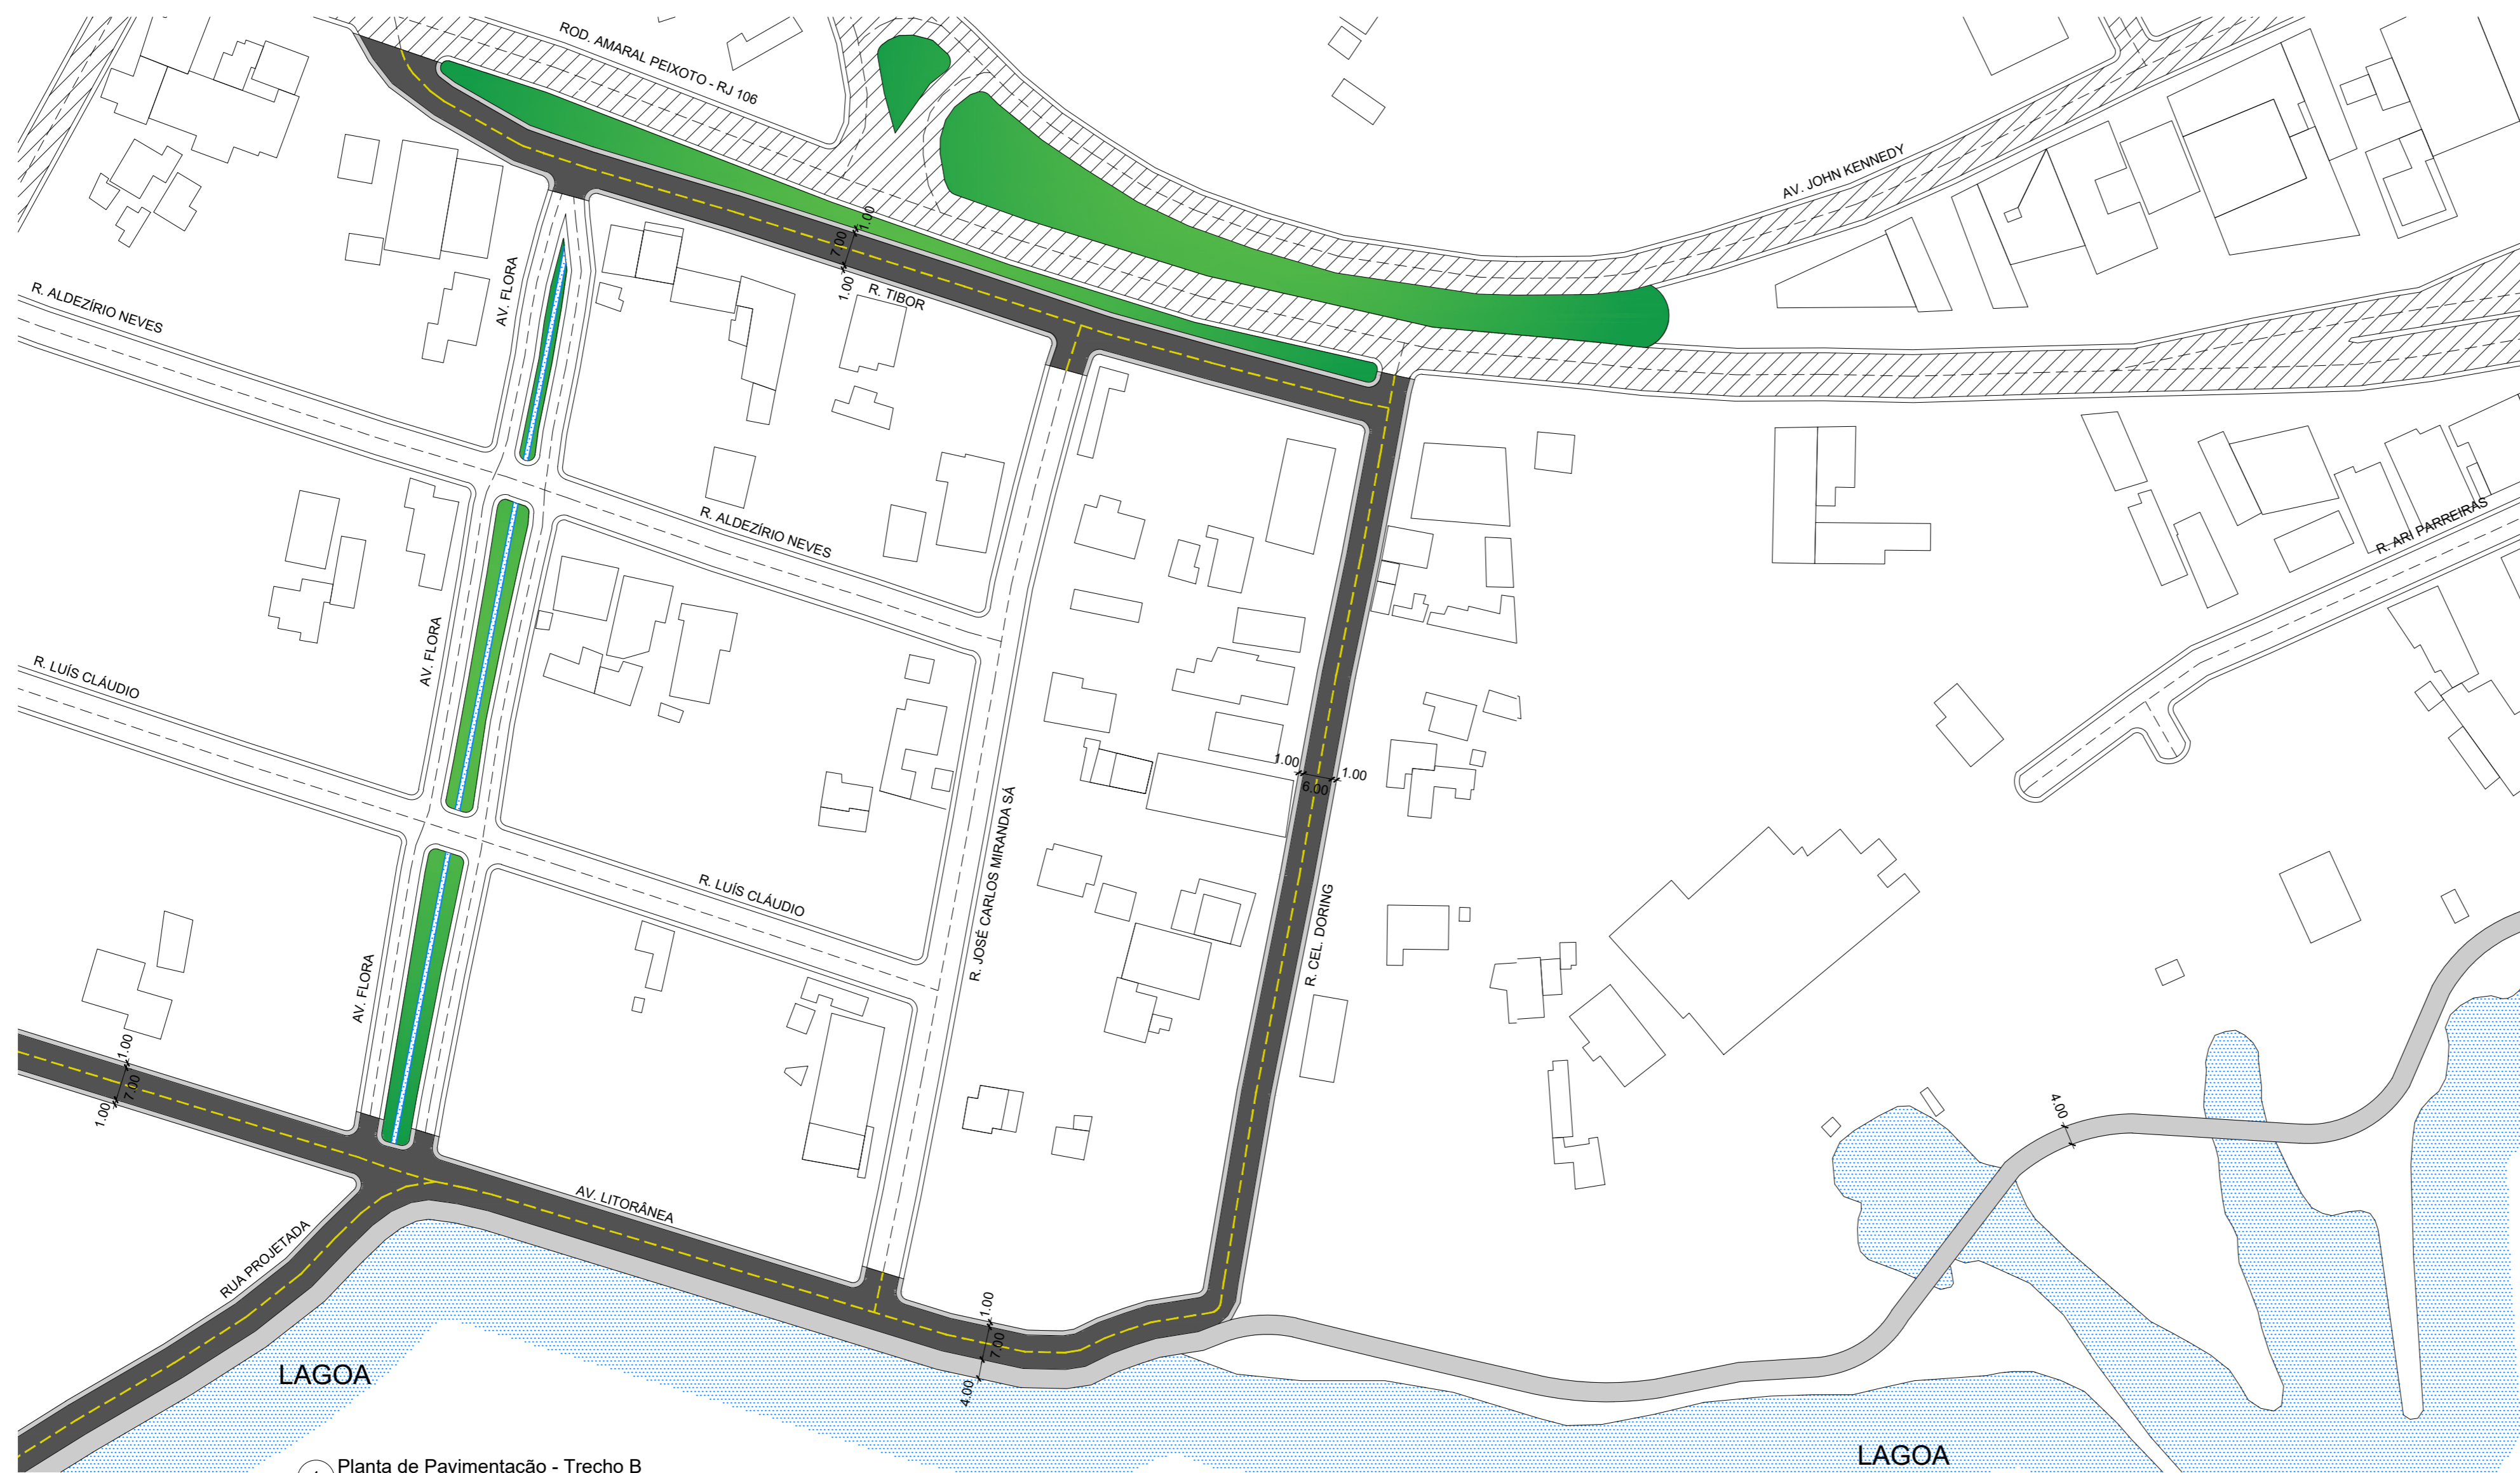 ROD. AMARAL PEIXOTO - RJ 106
AV. JOHN KENNEDY
1.00
7.00
1.00
R. TIBOR
AV. FLORA
R. ALDEZÍRIO NEVES
R. ALDEZÍRIO NEVES
R. ARI PARREIRAS
AV. FLORA
R. LUÍS CLÁUDIO
1.00
6.00
1.00
R. JOSÉ CARLOS MIRANDA SÁ
R. LUÍS CLÁUDIO
R. CEL. DORING
AV. FLORA
1.00
7.00
1.00
4.00
AV. LITORÂNEA
RUA PROJETADA
1.00
7.00
4.00
LAGOA
LAGOA
Planta de Pavimentação - Trecho B